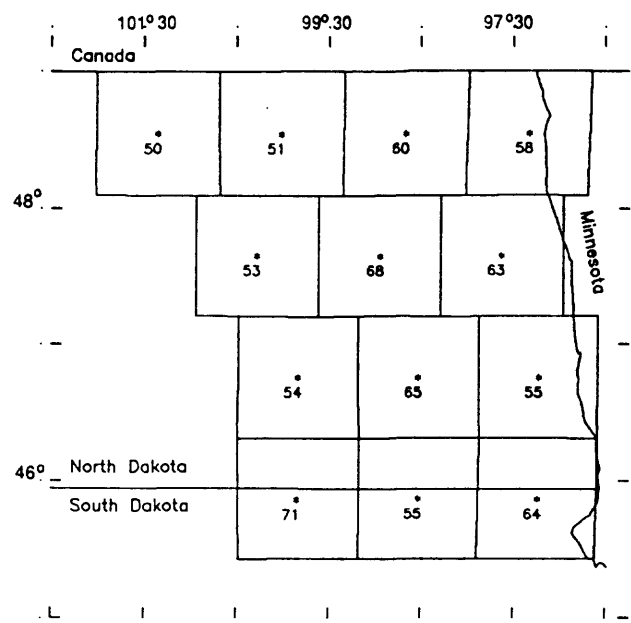 101° 30 99° 30 97° 30
Canada
50 51 60 58
48°
Minnesota
53 68 63
54 65 55
North Dakota
46°
South Dakota
71 55 64